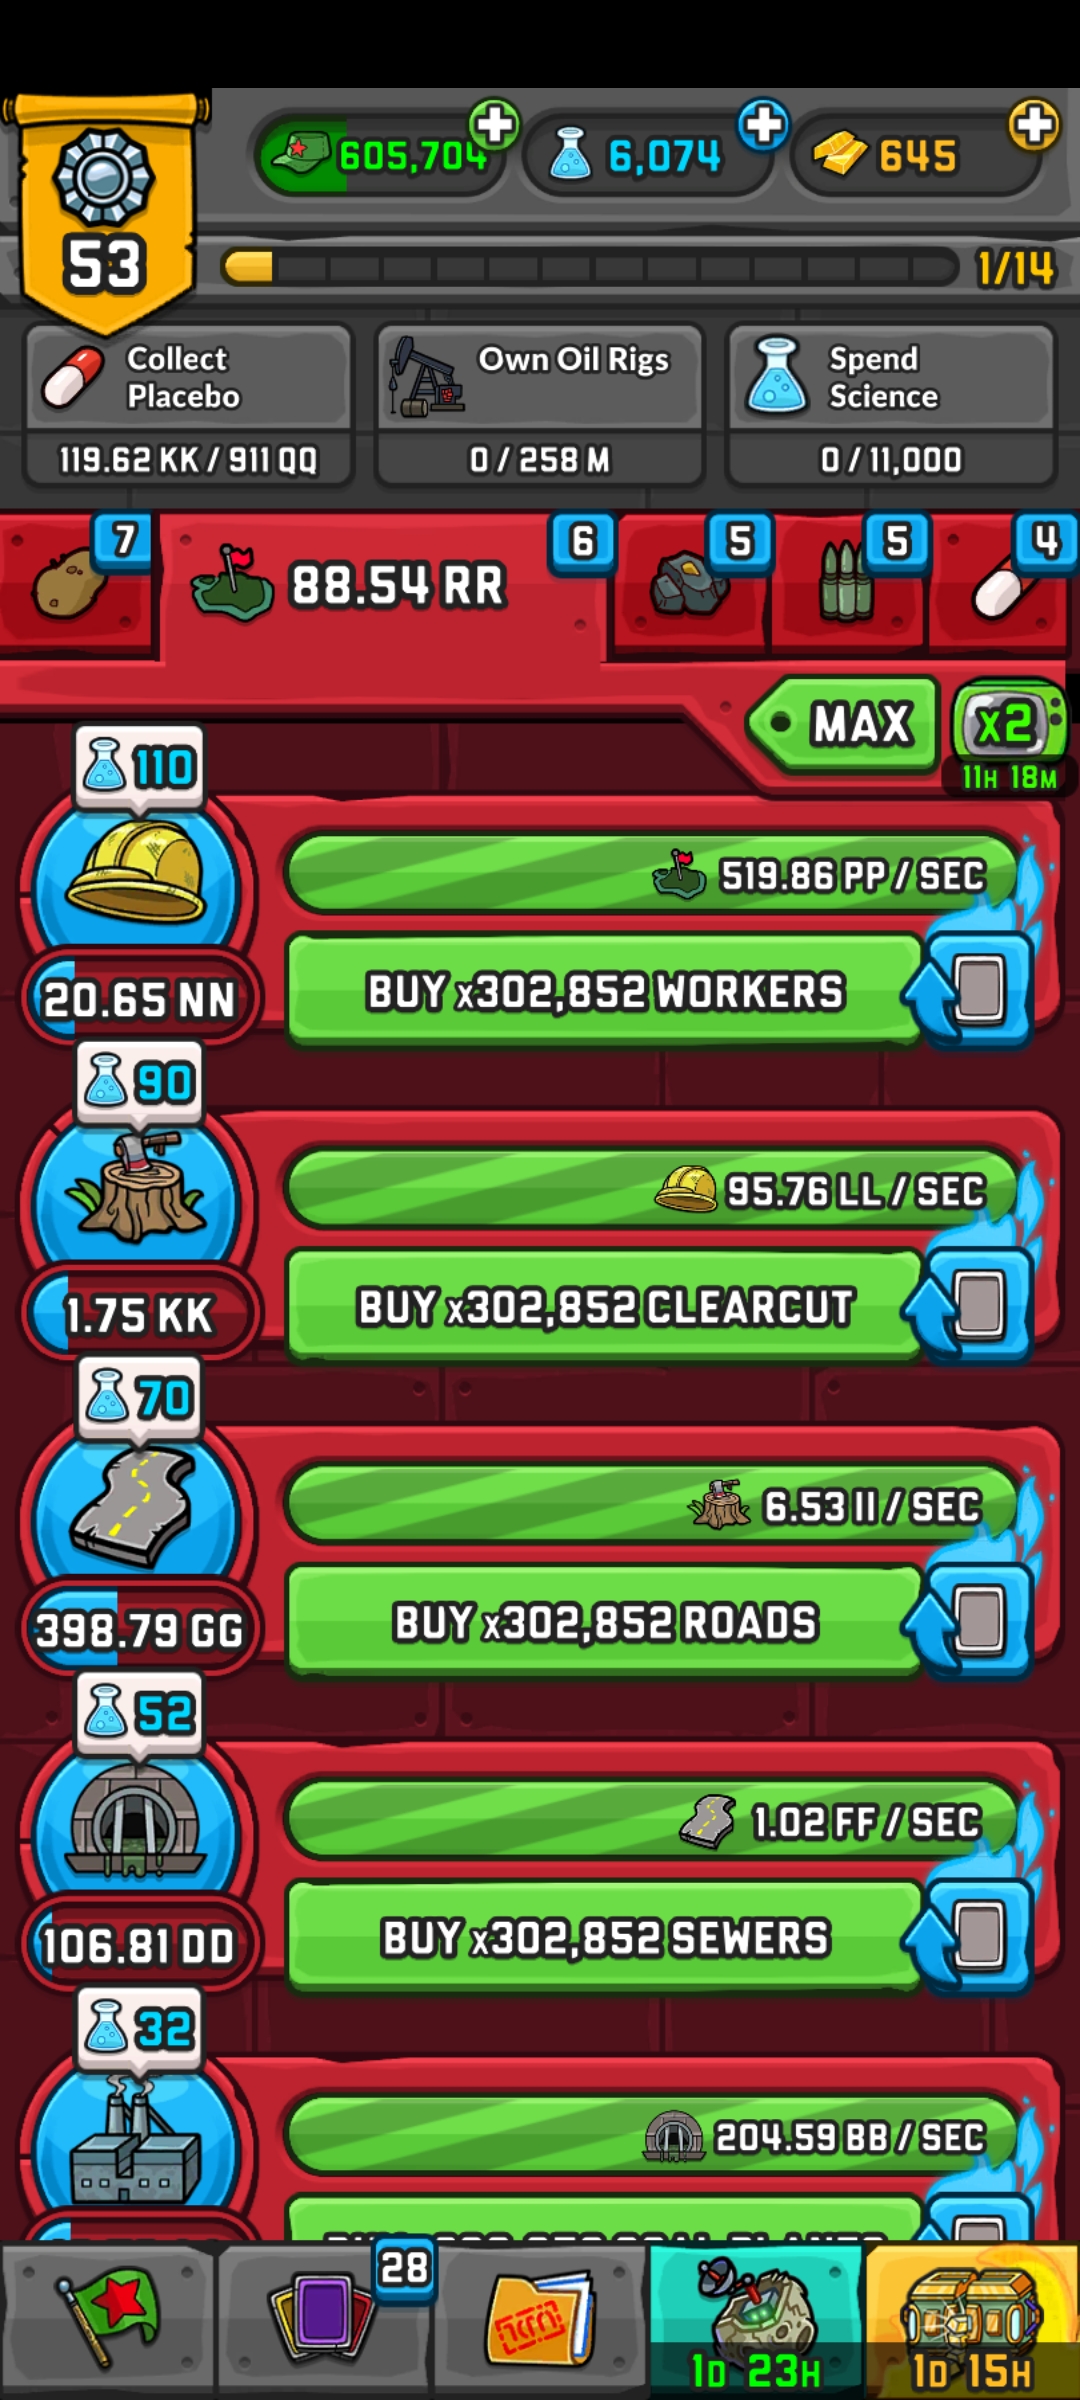 605,704
6,074
645
53
1/14
Collect
Placebo
119.62 KK / 911 QQ
Own Oil Rigs
0 / 258 M
Spend
Science
0 / 11,000
7
88.54 RR
6
5
5
4
MAX
x2
11H 18M
110
519.86 PP / SEC
20.65 NN
BUY x302,852 WORKERS
90
95.76 LL / SEC
1.75 KK
BUY x302,852 CLEARCUT
70
6.53 II / SEC
398.79 GG
BUY x302,852 ROADS
52
1.02 FF / SEC
106.81 DD
BUY x302,852 SEWERS
32
204.59 BB / SEC
28
1D 23H
1D 15H